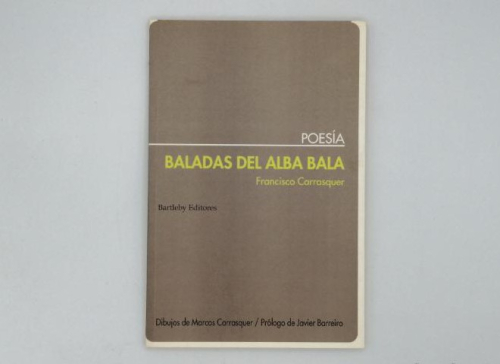 POESÍA
BALADAS DEL ALBA BALA
Francisco Carrasquer
Bartleby Editores
Dibujos de Marcos Carrasquer / Prólogo de Javier Barreiro